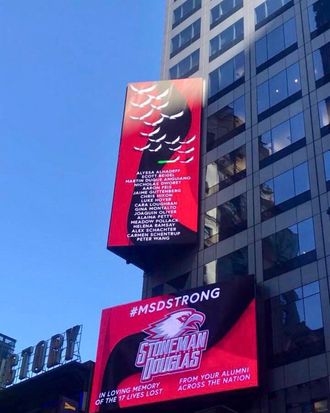 ALYSSA ALHADEFF
SCOTT BEIGEL
MARTIN DUQUE ANGUIANO
NICHOLAS DWORET
AARON FEIS
JAIME GUTTENBERG
CHRIS HIXON
LUKE HOYER
CARA LOUGHRAN
GINA MONTALTO
JOAQUIN OLIVER
ALAINA PETTY
MEADOW POLLACK
HELENA RAMSAY
ALEX SCHACHTER
CARMEN SCHENTRUP
PETER WANG
#MSDSTRONG
STONEMAN
DOUGLAS
IN LOVING MEMORY
OF THE 17 LIVES LOST
FROM YOUR ALUMNI
ACROSS THE NATION